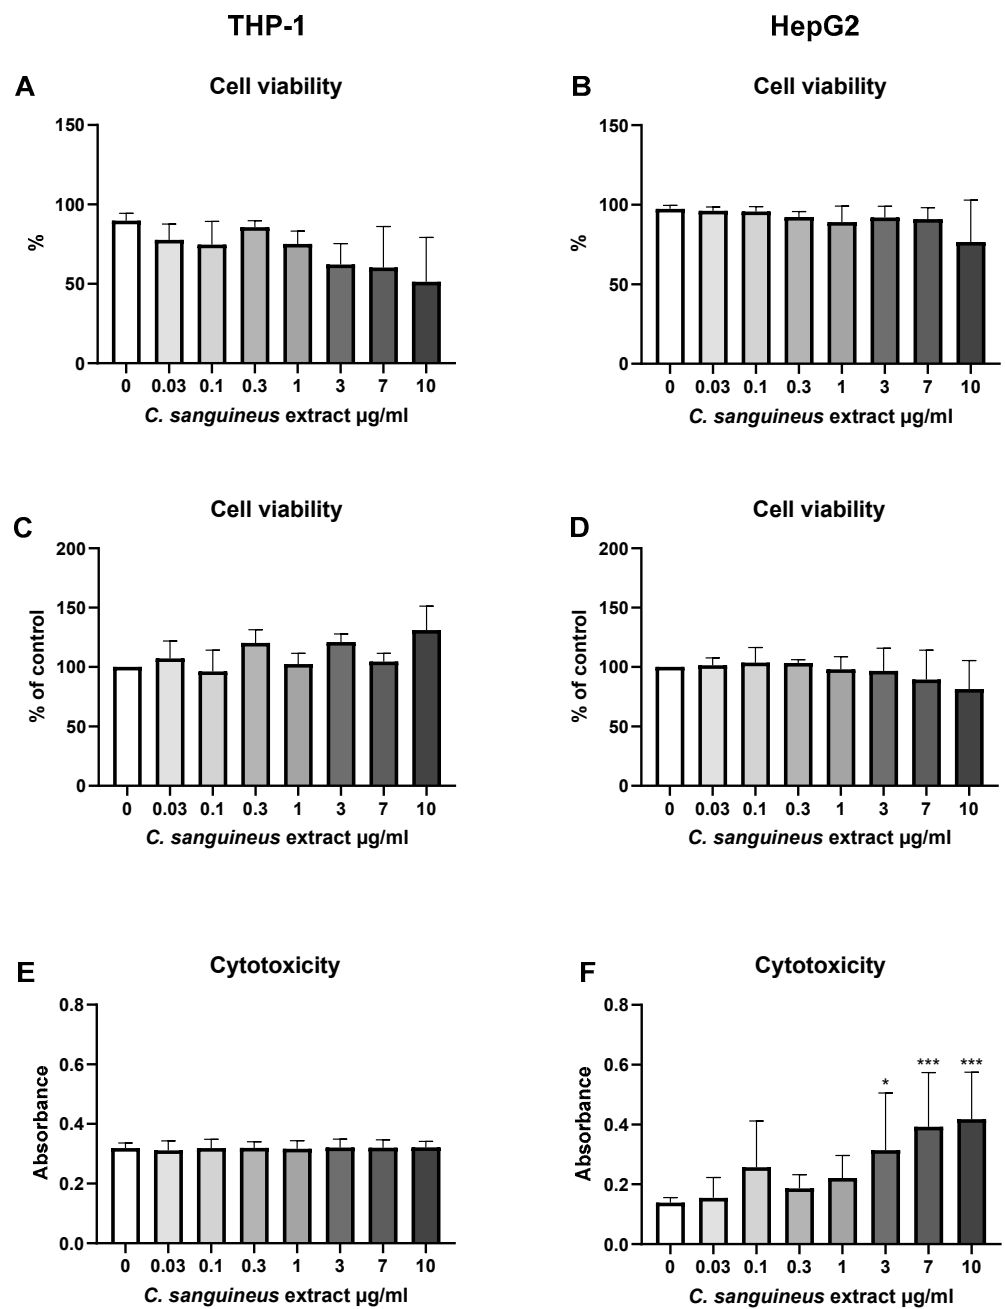 THP-1
HepG2
A
Cell viability
150
100
50
0
%
0 0.03 0.1 0.3 1 3 7 10
C. sanguineus extract µg/ml
B
Cell viability
150
100
50
0
%
0 0.03 0.1 0.3 1 3 7 10
C. sanguineus extract µg/ml
C
Cell viability
200
150
100
50
0
% of control
0 0.03 0.1 0.3 1 3 7 10
C. sanguineus extract µg/ml
D
Cell viability
200
150
100
50
0
% of control
0 0.03 0.1 0.3 1 3 7 10
C. sanguineus extract µg/ml
E
Cytotoxicity
0.8
0.6
0.4
0.2
0.0
Absorbance
0 0.03 0.1 0.3 1 3 7 10
C. sanguineus extract µg/ml
F
Cytotoxicity
0.8
0.6
0.4
0.2
0.0
Absorbance
* *** ***
0 0.03 0.1 0.3 1 3 7 10
C. sanguineus extract µg/ml